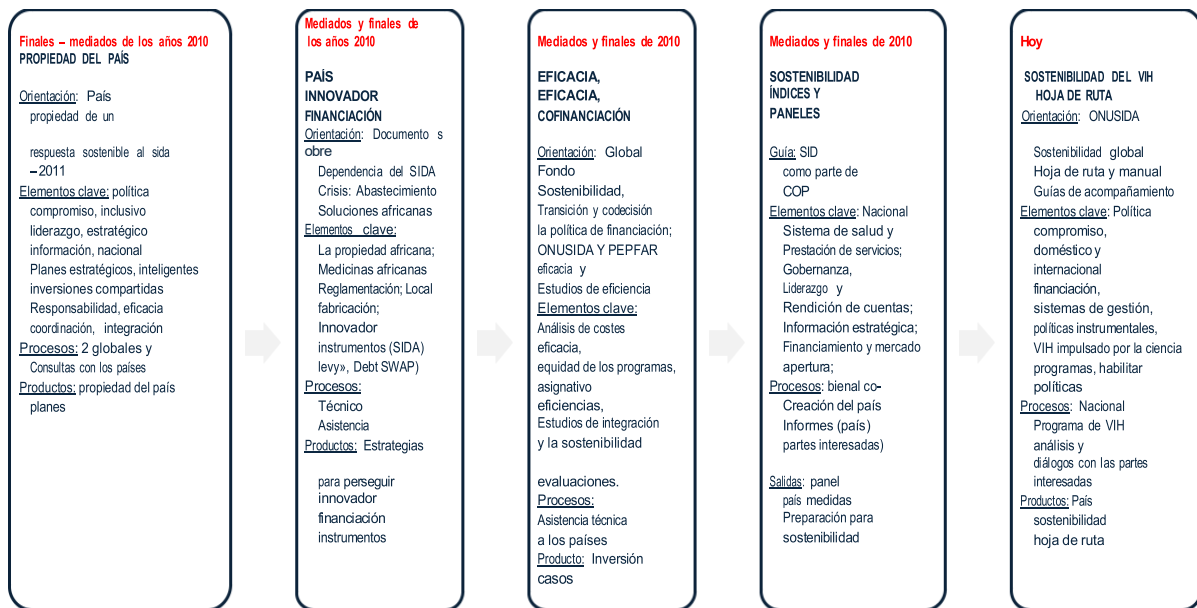 Finales – mediados de los años 2010
PROPIEDAD DEL PAÍS
Orientación: País
propiedad de un
respuesta sostenible al sida
–2011
Elementos clave: política
compromiso, inclusivo
liderazgo, estratégico
información, nacional
Planes estratégicos, inteligentes
inversiones compartidas
Responsabilidad, eficacia
coordinación, integración
Procesos: 2 globales y
Consultas con los países
Productos: propiedad del país
planes
Mediados y finales de
los años 2010
PAÍS
INNOVADOR
FINANCIACIÓN
Orientación: Documento s
obre
Dependencia del SIDA
Crisis: Abastecimiento
Soluciones africanas
Elementos clave:
La propiedad africana;
Medicinas africanas
Reglamentación; Local
fabricación;
Innovador
instrumentos (SIDA)
levy», Debt SWAP)
Procesos:
Técnico
Asistencia
Productos: Estrategias
para perseguir
innovador
financiación
instrumentos
Mediados y finales de 2010
EFICACIA,
EFICACIA,
COFINANCIACIÓN
Orientación: Global
Fondo
Sostenibilidad,
Transición y codecisión
la política de financiación;
ONUSIDA Y PEPFAR
eficacia y
Estudios de eficiencia
Elementos clave:
Análisis de costes
eficacia,
equidad de los programas,
asignativo
eficiencias,
Estudios de integración
y la sostenibilidad
evaluaciones.
Procesos:
Asistencia técnica
a los países
Producto: Inversión
casos
Mediados y finales de 2010
SOSTENIBILIDAD
ÍNDICES Y
PANELES
Guía: SID
como parte de
COP
Elementos clave: Nacional
Sistema de salud y
Prestación de servicios;
Gobernanza,
Liderazgo y
Rendición de cuentas;
Información estratégica;
Financiamiento y mercado
apertura;
Procesos: bienal co-
Creación del país
Informes (país)
partes interesadas)
Salidas: panel
país medidas
Preparación para
sostenibilidad
Hoy
SOSTENIBILIDAD DEL VIH
HOJA DE RUTA
Orientación: ONUSIDA
Sostenibilidad global
Hoja de ruta y manual
Guías de acompañamiento
Elementos clave: Política
compromiso,
doméstico y
internacional
financiación,
sistemas de gestión,
políticas instrumentales,
VIH impulsado por la ciencia
programas, habilitar
políticas
Procesos: Nacional
Programa de VIH
análisis y
diálogos con las partes
interesadas
Productos: País
sostenibilidad
hoja de ruta